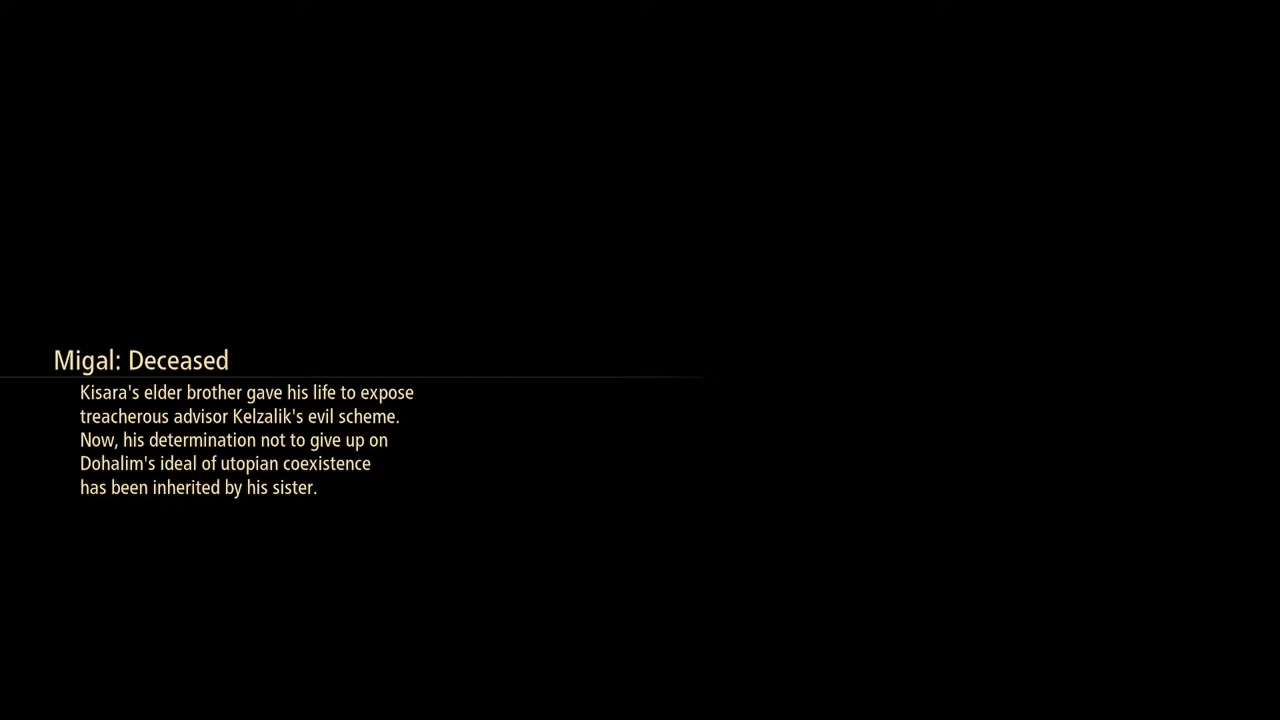 Migal: Deceased
Kisara's elder brother gave his life to expose
treacherous advisor Kelzalik's evil scheme.
Now, his determination not to give up on
Dohalim's ideal of utopian coexistence
has been inherited by his sister.